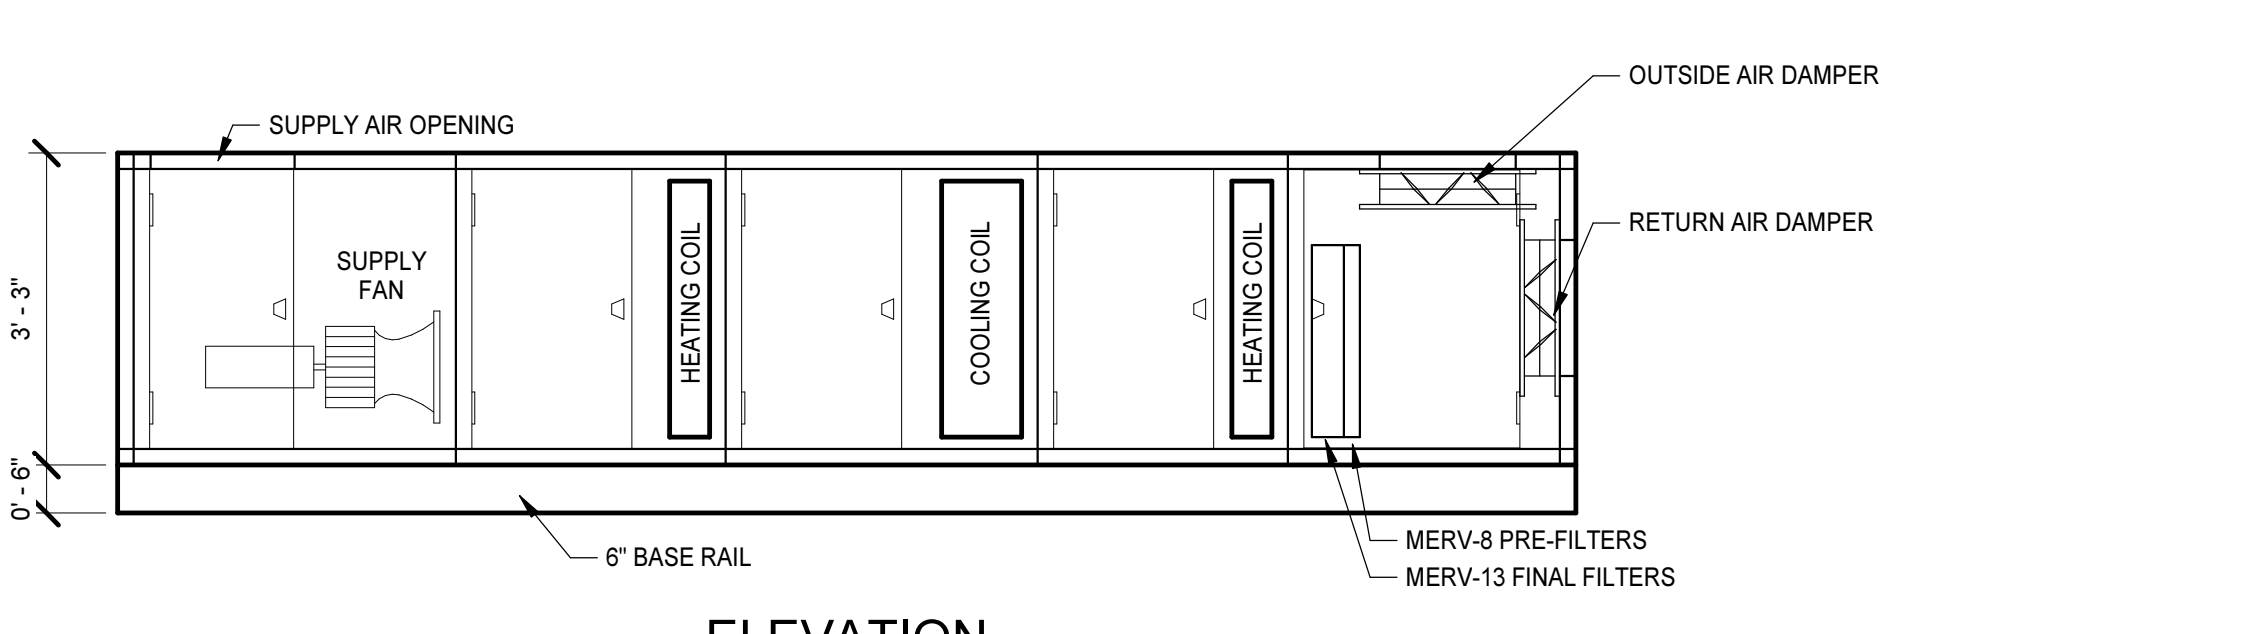 OUTSIDE AIR DAMPER
SUPPLY AIR OPENING
RETURN AIR DAMPER
SUPPLY
FAN
3' - 3"
HEATING COIL
COOLING COIL
HEATING COIL
0' - 6"
6" BASE RAIL
MERV-8 PRE-FILTERS
MERV-13 FINAL FILTERS
ELEVATION